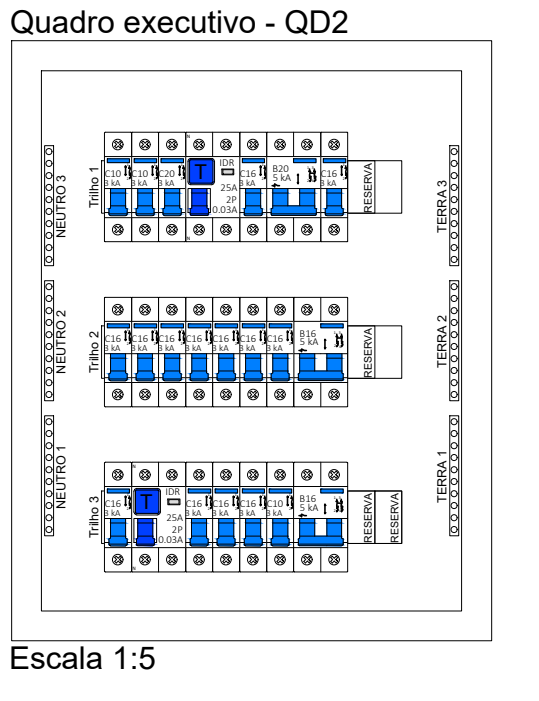 Quadro executivo - QD2
NEUTRO 3
Trilho 1
C10
3 kA
C10
3 kA
C20
3 kA
N
T
IDR
25A
2P
0.03A
N
C16
3 kA
B20
5 kA
C16
3 kA
RESERVA
TERRA 3
NEUTRO 2
Trilho 2
C16
3 kA
C16
3 kA
C16
3 kA
C16
3 kA
C16
3 kA
C16
3 kA
C16
3 kA
B16
5 kA
RESERVA
TERRA 2
NEUTRO 1
Trilho 3
C16
3 kA
N
T
IDR
25A
2P
0.03A
N
C16
3 kA
C16
3 kA
C16
3 kA
C10
3 kA
B16
5 kA
RESERVA
RESERVA
TERRA 1
Escala 1:5